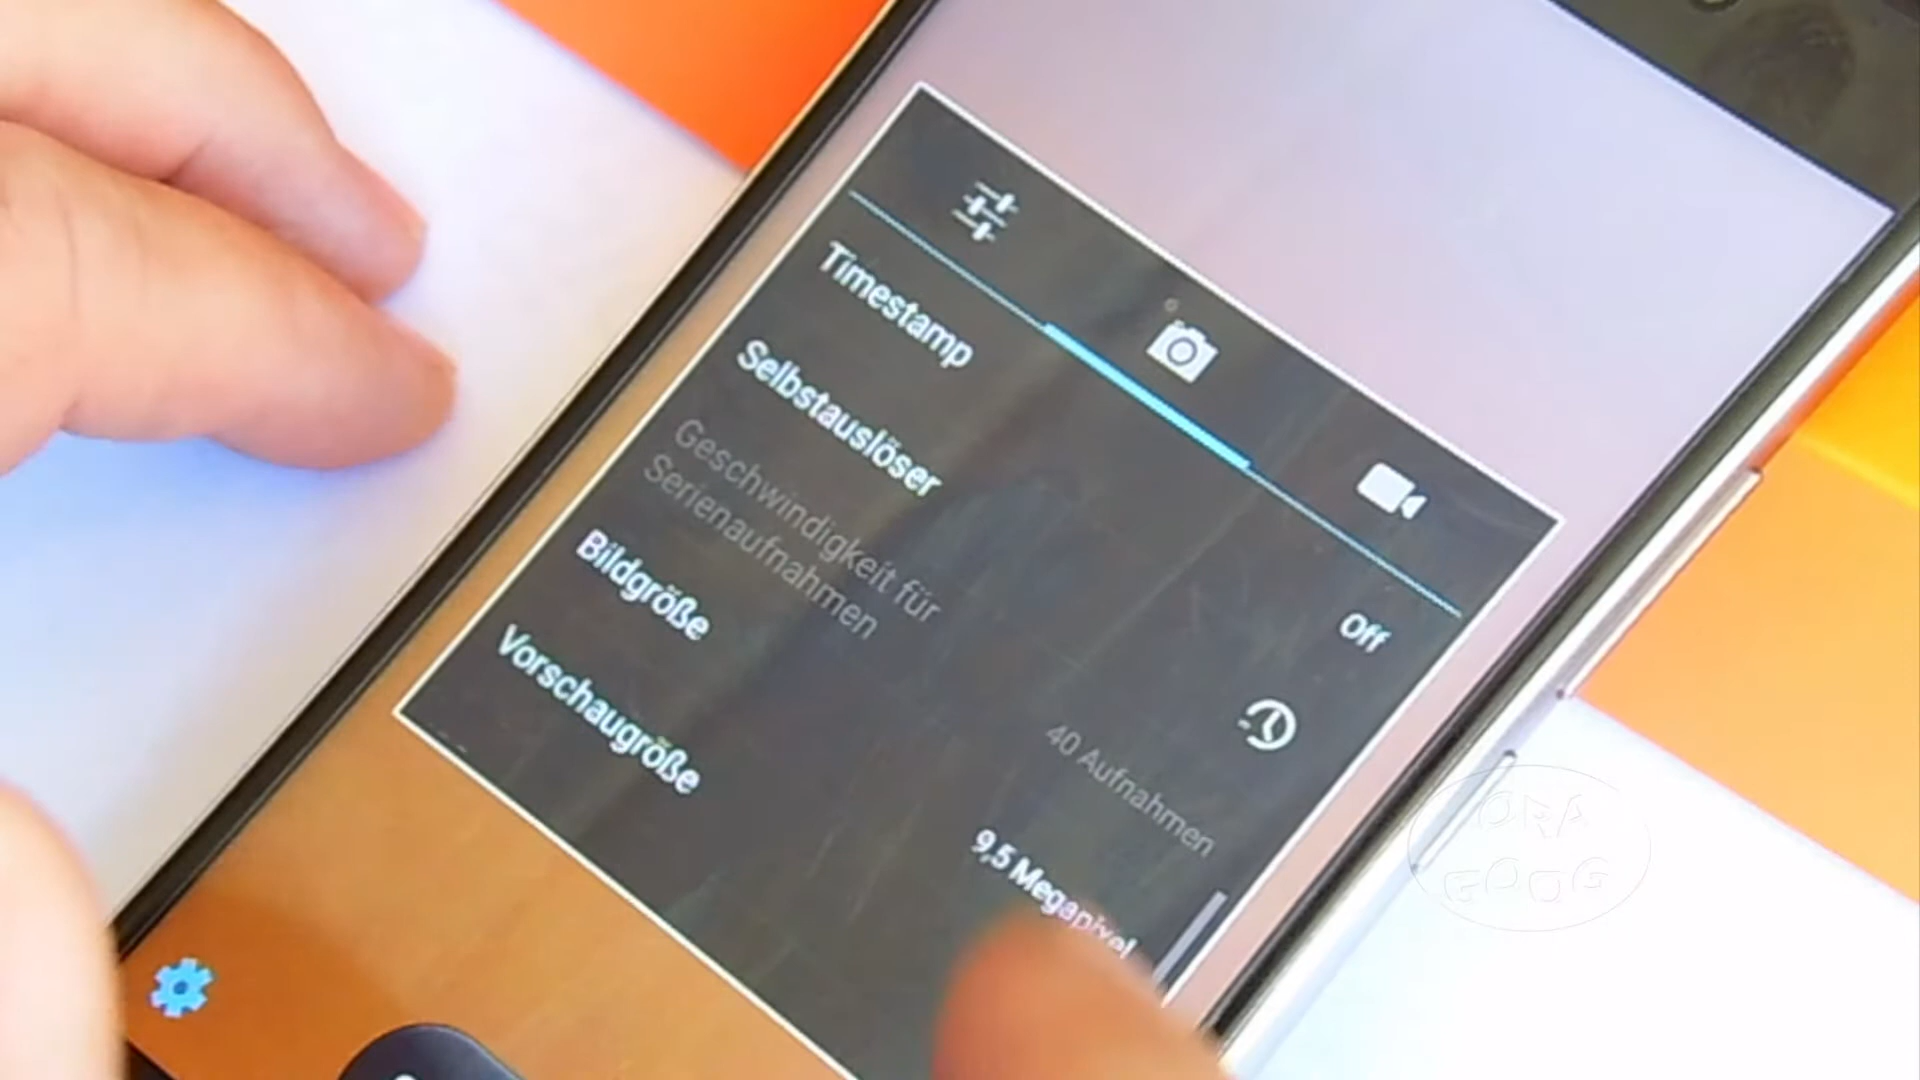 Timestamp
Off
Selbstauslöser
Geschwindigkeit für
Serienaufnahmen
40 Aufnahmen
Bildgröße
9,5 Megapixel
Vorschaugröße